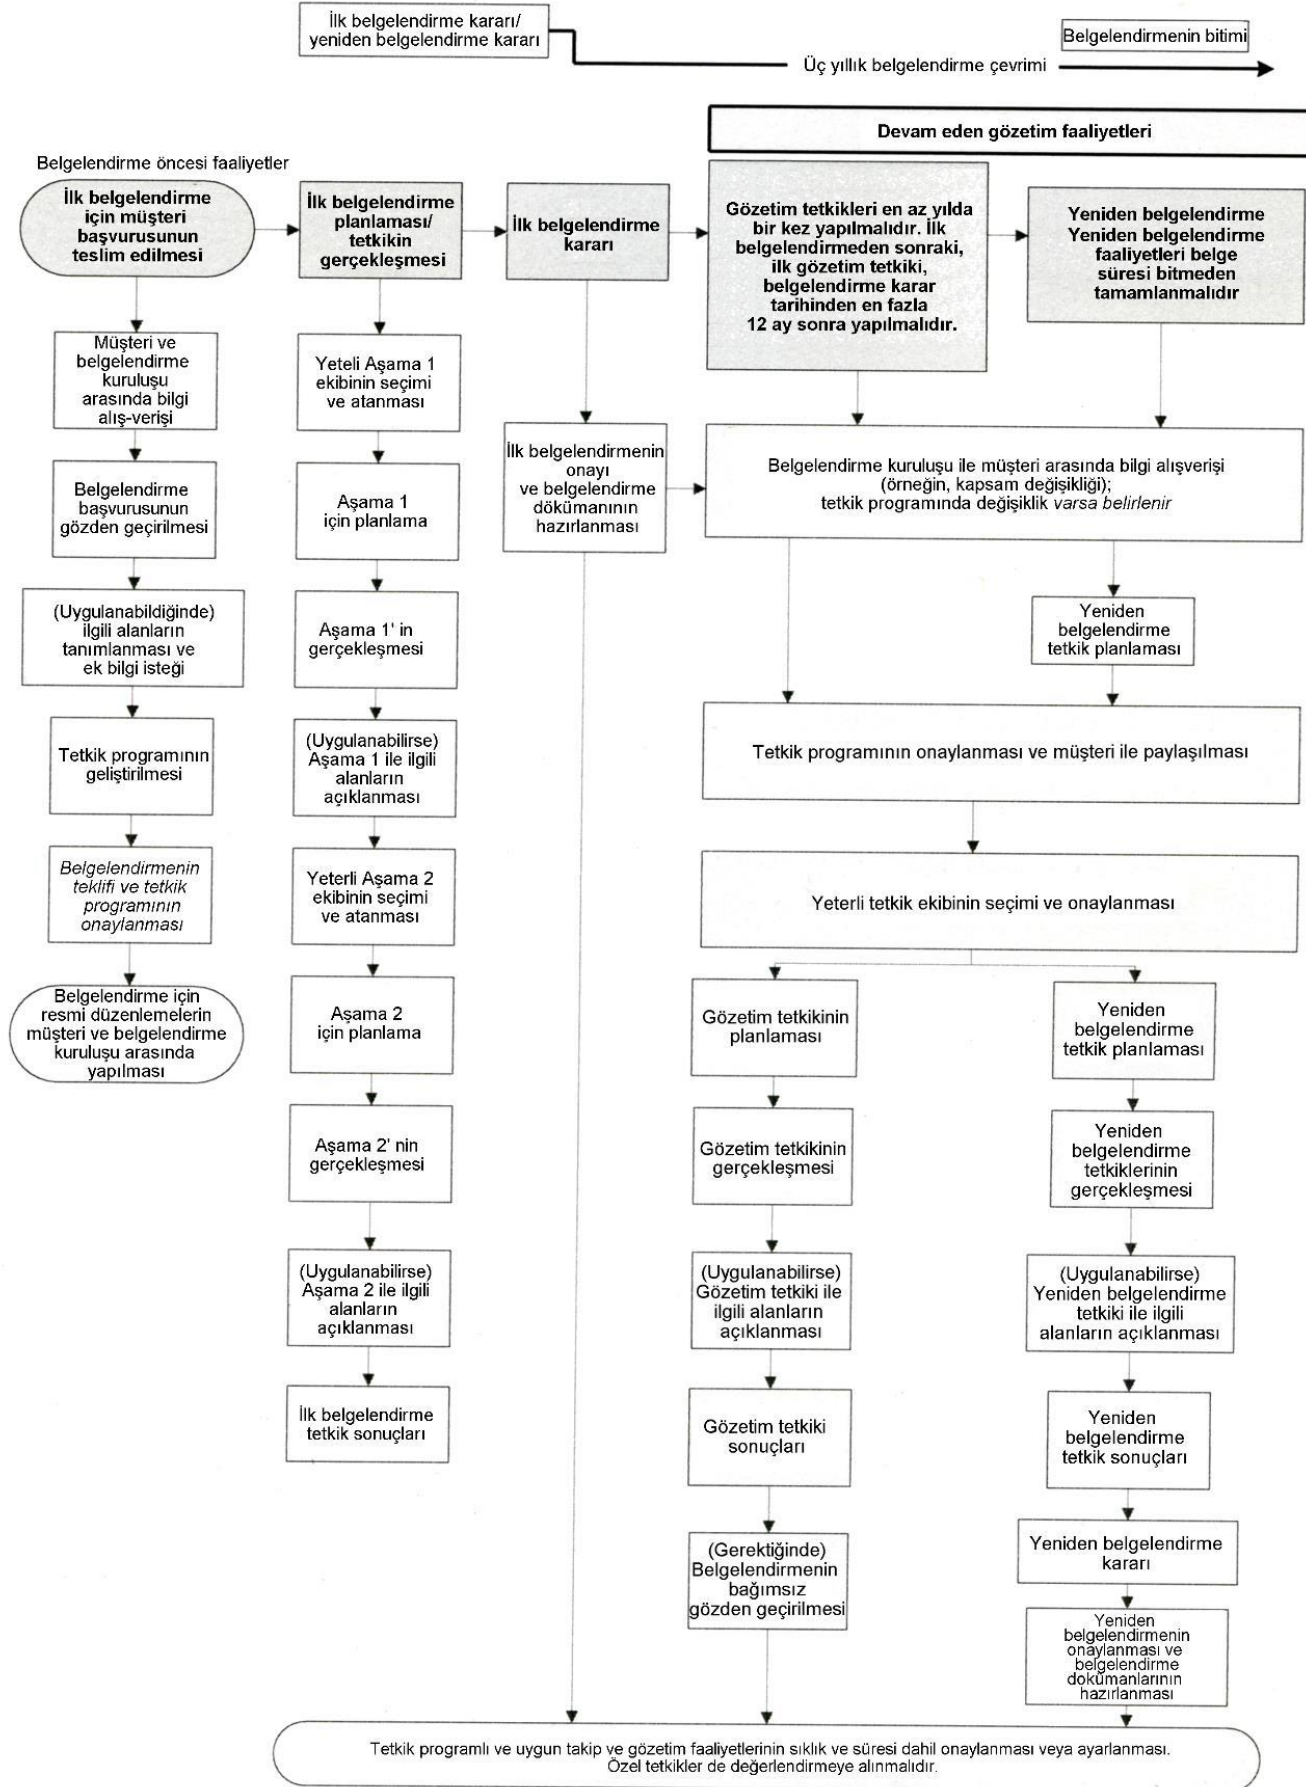 İlk belgelendirme kararı/
yeniden belgelendirme kararı
Belgelendirmenin bitimi
Üç yıllık belgelendirme çevrimi
Devam eden gözetim faaliyetleri
Belgelendirme öncesi faaliyetler
İlk belgelendirme
için müşteri
başvurusunun
teslim edilmesi
İlk belgelendirme
planlaması/
tetkikin
gerçekleşmesi
İlk belgelendirme
kararı
Gözetim tetkikleri en az yılda
bir kez yapılmalıdır. İlk
belgelendirmeden sonraki,
ilk gözetim tetkiki,
belgelendirme karar
tarihinden en fazla
12 ay sonra yapılmalıdır.
Yeniden belgelendirme
Yeniden belgelendirme
faaliyetleri belge
süresi bitmeden
tamamlanmalıdır
Müşteri ve
belgelendirme
kuruluşu
arasında bilgi
alış-verişi
Belgelendirme
başvurusunun
gözden geçirilmesi
(Uygulanabildiğinde)
ilgili alanların
tanımlanması ve
ek bilgi isteği
Tetkik programının
geliştirilmesi
Belgelendirmenin
teklifi ve tetkik
programının
onaylanması
Belgelendirme için
resmi düzenlemelerin
müşteri ve belgelendirme
kuruluşu arasında
yapılması
Yeteli Aşama 1
ekibinin seçimi
ve atanması
Aşama 1
için planlama
Aşama 1' in
gerçekleşmesi
(Uygulanabilirse)
Aşama 1 ile ilgili
alanların
açıklanması
Yeterli Aşama 2
ekibinin seçimi
ve atanması
Aşama 2
için planlama
Aşama 2' nin
gerçekleşmesi
(Uygulanabilirse)
Aşama 2 ile ilgili
alanların
açıklanması
İlk belgelendirme
tetkik sonuçları
İlk belgelendirmenin
onayı
ve belgelendirme
dökümanının
hazırlanması
Belgelendirme kuruluşu ile müşteri arasında bilgi alışverişi
(örneğin, kapsam değişikliği);
tetkik programında değişiklik varsa belirlenir
Yeniden
belgelendirme
tetkik planlaması
Tetkik programının onaylanması ve müşteri ile paylaşılması
Yeterli tetkik ekibinin seçimi ve onaylanması
Gözetim tetkikinin
planlaması
Gözetim tetkikinin
gerçekleşmesi
(Uygulanabilirse)
Gözetim tetkiki ile
ilgili alanların
açıklanması
Gözetim tetkiki
sonuçları
(Gerektiğinde)
Belgelendirmenin
bağımsız
gözden geçirilmesi
Yeniden
belgelendirme
tetkik planlaması
Yeniden
belgelendirme
tetkiklerinin
gerçekleşmesi
(Uygulanabilirse)
Yeniden belgelendirme
tetkiki ile ilgili
alanların açıklanması
Yeniden
belgelendirme
tetkik sonuçları
Yeniden belgelendirme
kararı
Yeniden
belgelendirmenin
onaylanması ve
belgelendirme
dokümanlarının
hazırlanması
Tetkik programlı ve uygun takip ve gözetim faaliyetlerinin sıklık ve süresi dahil onaylanması veya ayarlanması.
Özel tetkikler de değerlendirmeye alınmalıdır.